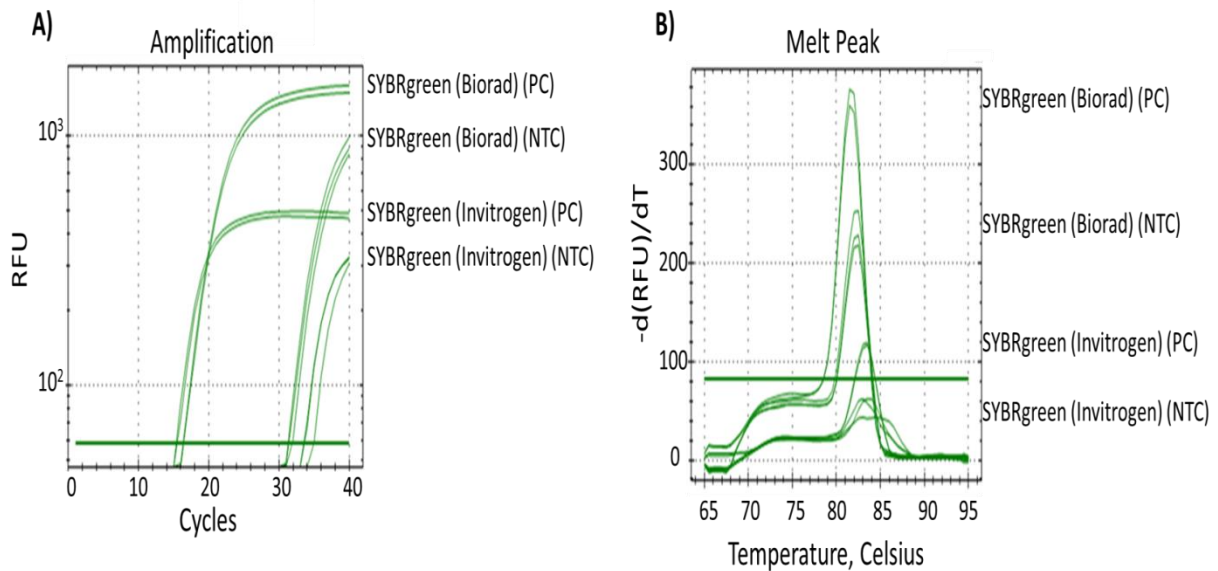 A)
Amplification
RFU
10³
10²
0
10
20
30
40
Cycles
SYBRgreen (Biorad) (PC)
SYBRgreen (Biorad) (NTC)
SYBRgreen (Invitrogen) (PC)
SYBRgreen (Invitrogen) (NTC)
B)
Melt Peak
-d(RFU)/dT
300
200
100
0
65
70
75
80
85
90
95
Temperature, Celsius
SYBRgreen (Biorad) (PC)
SYBRgreen (Biorad) (NTC)
SYBRgreen (Invitrogen) (PC)
SYBRgreen (Invitrogen) (NTC)